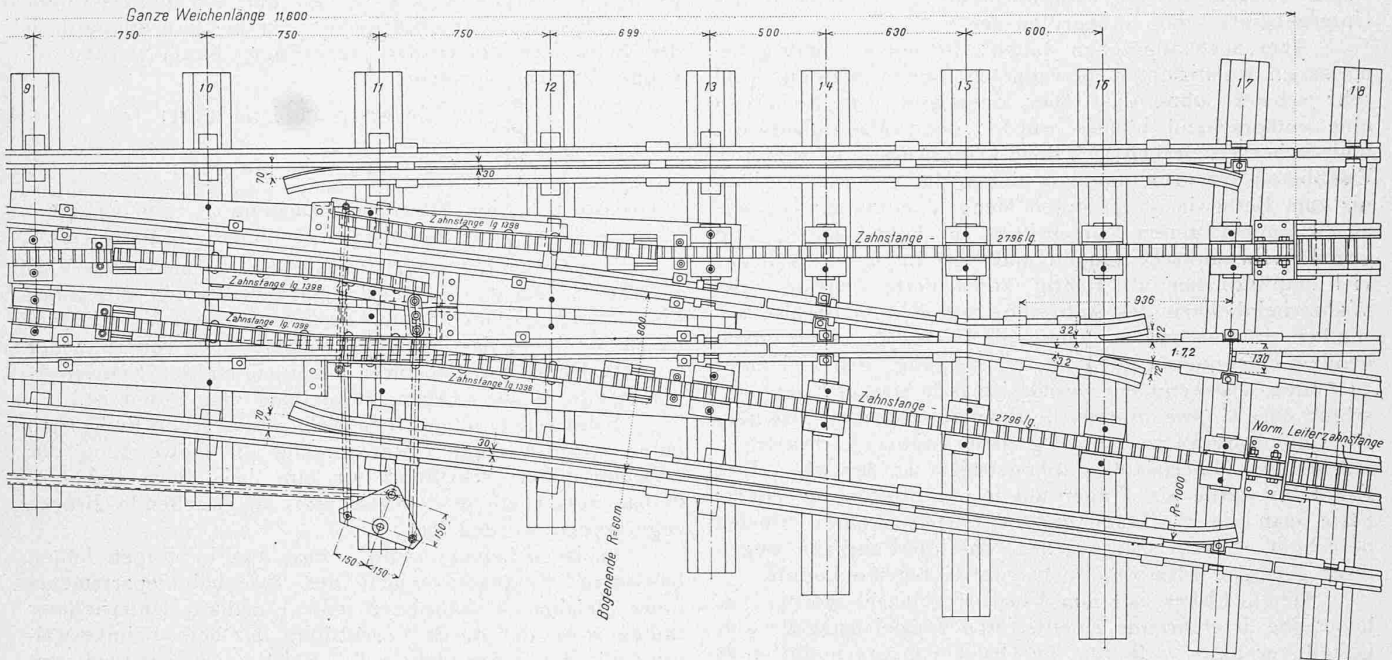 Ganze Weichenlänge 11,600
750 750 750 699 500 630 600
9 10 11 12 13 14 15 16 17 18
70 30
Zahnstange lg 1398
Zahnstange - 2796 lg.
Zahnstange lg. 1398
936
Zahnstange lg. 1398
600
32 72
1:7,2 130
32 72
Zahnstange lg. 1398
Zahnstange - 2796 lg.
70
30
Norm. Leiterzahnstange
R=1000
150
150 150
Bogenende R=60m